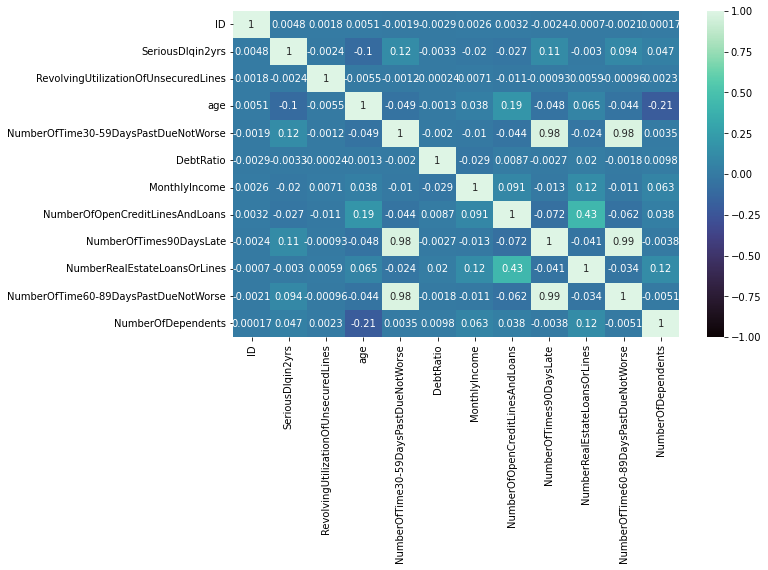 ID 1 0.0048 0.0018 0.0051 -0.0019 -0.0029 0.0026 0.0032 -0.0024 -0.0007 -0.0021 0.00017
SeriousDlqin2yrs 0.0048 1 -0.0024 -0.1 0.12 -0.0033 -0.02 -0.027 0.11 -0.003 0.094 0.047
RevolvingUtilizationOfUnsecuredLines 0.0018 -0.0024 1 -0.0055 -0.0012 -0.00024 0.0071 -0.011 -0.00093 0.0059 -0.00096 0.0023
age 0.0051 -0.1 -0.0055 1 -0.049 -0.0013 0.038 0.19 -0.048 0.065 -0.044 -0.21
NumberOfTime30-59DaysPastDueNotWorse -0.0019 0.12 -0.0012 -0.049 1 -0.002 -0.01 -0.044 0.98 -0.024 0.98 0.0035
DebtRatio -0.0029 -0.0033 -0.00024 -0.0013 -0.002 1 -0.029 0.0087 -0.0027 0.02 -0.0018 0.0098
MonthlyIncome 0.0026 -0.02 0.0071 0.038 -0.01 -0.029 1 0.091 -0.013 0.12 -0.011 0.063
NumberOfOpenCreditLinesAndLoans 0.0032 -0.027 -0.011 0.19 -0.044 0.0087 0.091 1 -0.072 0.43 -0.062 0.038
NumberOfTimes90DaysLate -0.0024 0.11 -0.00093 -0.048 0.98 -0.0027 -0.013 -0.072 1 -0.041 0.99 -0.0038
NumberRealEstateLoansOrLines -0.0007 -0.003 0.0059 0.065 -0.024 0.02 0.12 0.43 -0.041 1 -0.034 0.12
NumberOfTime60-89DaysPastDueNotWorse -0.0021 0.094 -0.00096 -0.044 0.98 -0.0018 -0.011 -0.062 0.99 -0.034 1 -0.0051
NumberOfDependents 0.00017 0.047 0.0023 -0.21 0.0035 0.0098 0.063 0.038 -0.0038 0.12 -0.0051 1
ID
SeriousDlqin2yrs
RevolvingUtilizationOfUnsecuredLines
age
NumberOfTime30-59DaysPastDueNotWorse
DebtRatio
MonthlyIncome
NumberOfOpenCreditLinesAndLoans
NumberOfTimes90DaysLate
NumberRealEstateLoansOrLines
NumberOfTime60-89DaysPastDueNotWorse
NumberOfDependents
1.00
0.75
0.50
0.25
0.00
−0.25
−0.50
−0.75
−1.00